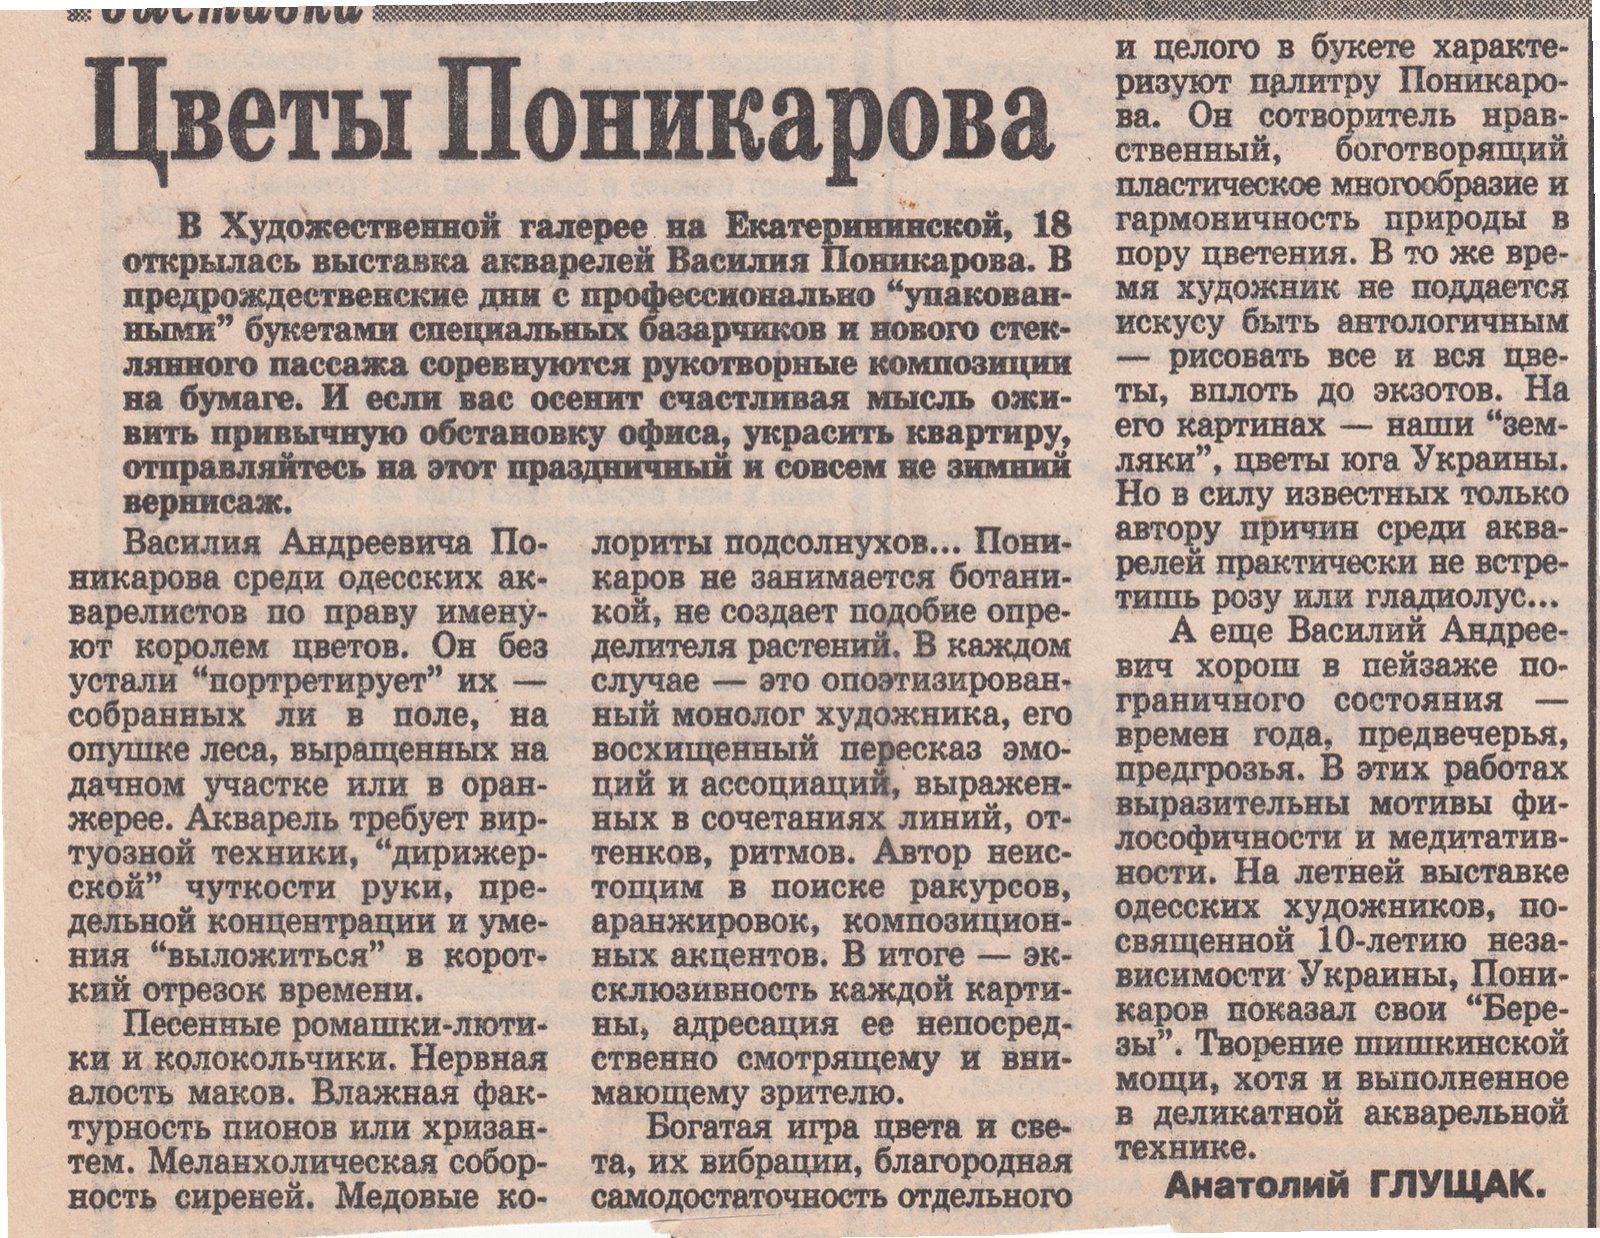 выставка
Цветы Поникарова
В Художественной галерее на Екатерининской, 18
открылась выставка акварелей Василия Поникарова. В
предрождественские дни с профессионально “упакован-
ными” букетами специальных базарчиков и нового стек-
лянного пассажа соревнуются рукотворные композиции
на бумаге. И если вас осенит счастливая мысль ожи-
вить привычную обстановку офиса, украсить квартиру,
отправляйтесь на этот праздничный и совсем не зимний
вернисаж.
Василия Андреевича По-
никарова среди одесских ак-
варелистов по праву имену-
ют королем цветов. Он без
устали “портретирует” их —
собранных ли в поле, на
опушке леса, выращенных на
дачном участке или в оран-
жерее. Акварель требует вир-
туозной техники, “дирижер-
ской” чуткости руки, пре-
дельной концентрации и уме-
ния “выложиться” в корот-
кий отрезок времени.
Песенные ромашки-люти-
ки и колокольчики. Нервная
алость маков. Влажная фак-
турность пионов или хризан-
тем. Меланхолическая собор-
ность сиреней. Медовые ко-
лориты подсолнухов... Пони-
каров не занимается ботани-
кой, не создает подобие опре-
делителя растений. В каждом
случае — это опоэтизирован-
ный монолог художника, его
восхищенный пересказ эмо-
ций и ассоциаций, выражен-
ных в сочетаниях линий, от-
тенков, ритмов. Автор неис-
тощим в поиске ракурсов,
аранжировок, композицион-
ных акцентов. В итоге — эк-
склюзивность каждой карти-
ны, адресация ее непосред-
ственно смотрящему и вни-
мающему зрителю.
Богатая игра цвета и све-
та, их вибрации, благородная
самодостаточность отдельного
и целого в букете характе-
ризуют палитру Поникаро-
ва. Он сотворитель нрав-
ственный, боготворящий
пластическое многообразие и
гармоничность природы в
пору цветения. В то же вре-
мя художник не поддается
искусу быть антологичным
— рисовать все и вся цве-
ты, вплоть до экзотов. На
его картинах — наши “зем-
ляки”, цветы юга Украины.
Но в силу известных только
автору причин среди аква-
релей практически не встре-
тишь розу или гладиолус...
А еще Василий Андрее-
вич хорош в пейзаже по-
граничного состояния —
времен года, предвечерья,
предгрозья. В этих работах
выразительны мотивы фи-
лософичности и медитатив-
ности. На летней выставке
одесских художников, по-
священной 10-летию неза-
висимости Украины, Пони-
каров показал свои “Бере-
зы”. Творение шишкинской
мощи, хотя и выполненное
в деликатной акварельной
технике.
Анатолий ГЛУЩАК.